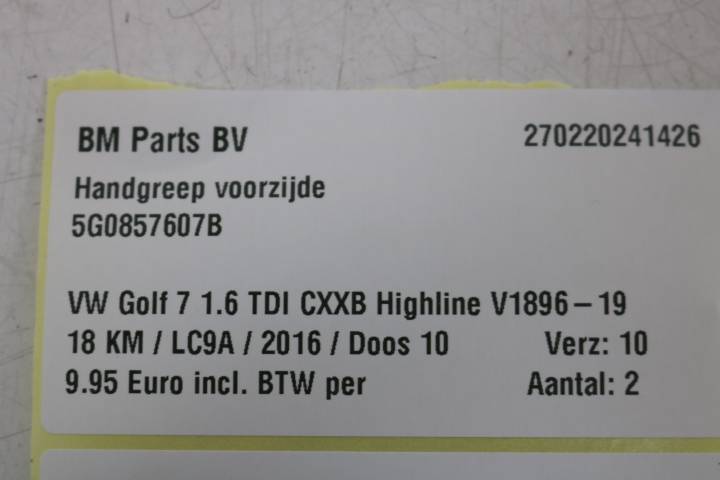 BM Parts BV 270220241426
Handgreep voorzijde
5G0857607B
VW Golf 7 1.6 TDI CXXB Highline V1896-19
18 KM / LC9A / 2016 / Doos 10 Verz: 10
9.95 Euro incl. BTW per Aantal: 2